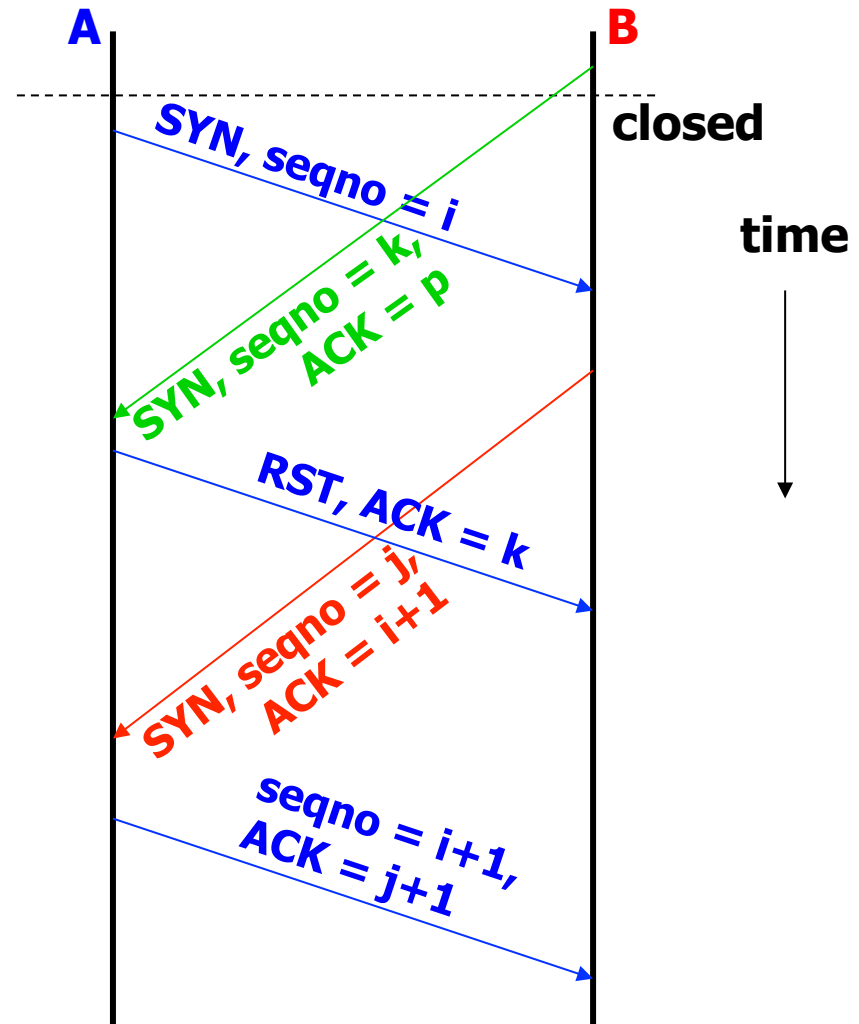 A
B
closed
SYN, seqno = i
time
SYN, seqno = k,
ACK = p
RST, ACK = k
SYN, seqno = j,
ACK = i+1
seqno = i+1,
ACK = j+1